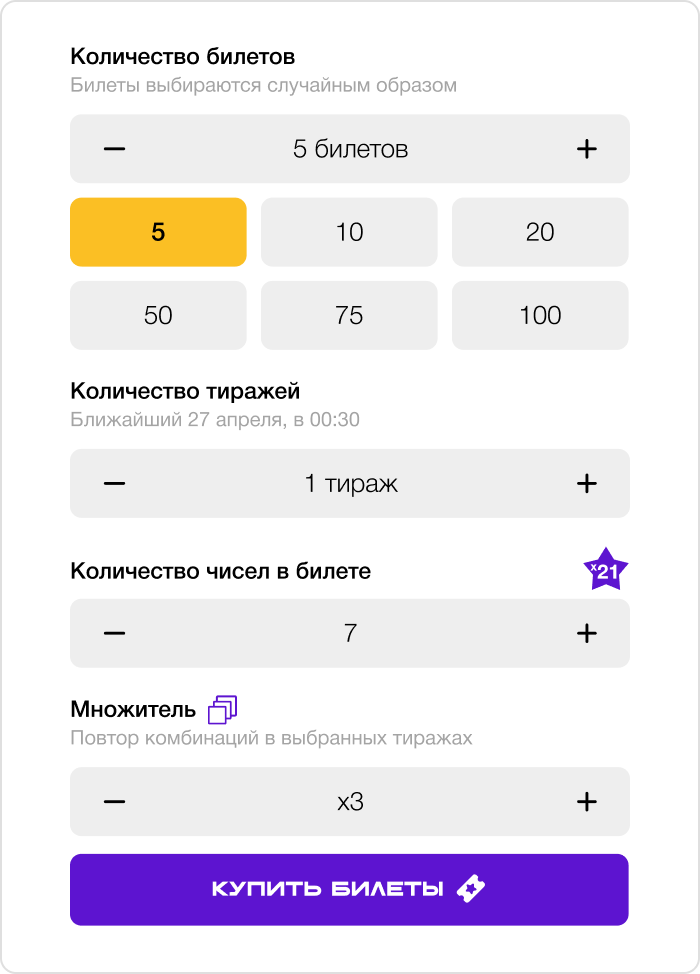 Количество билетов
Билеты выбираются случайным образом
− 5 билетов +
5 10 20
50 75 100
Количество тиражей
Ближайший 27 апреля, в 00:30
− 1 тираж +
Количество чисел в билете x21
− 7 +
Множитель
Повтор комбинаций в выбранных тиражах
− x3 +
КУПИТЬ БИЛЕТЫ